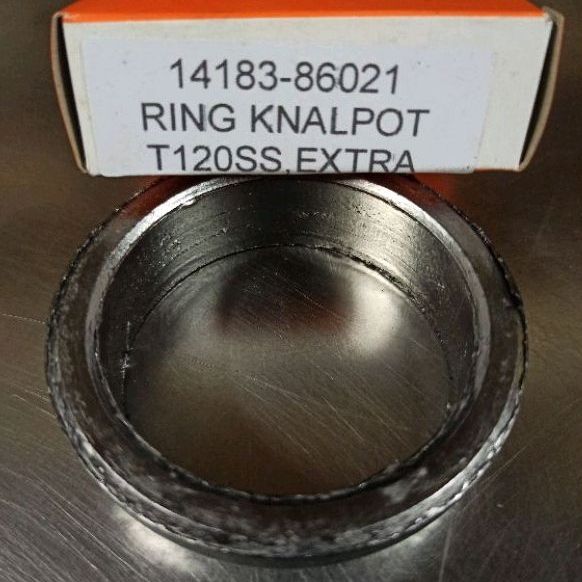 14183-86021
RING KNALPOT
T120SS,EXTRA